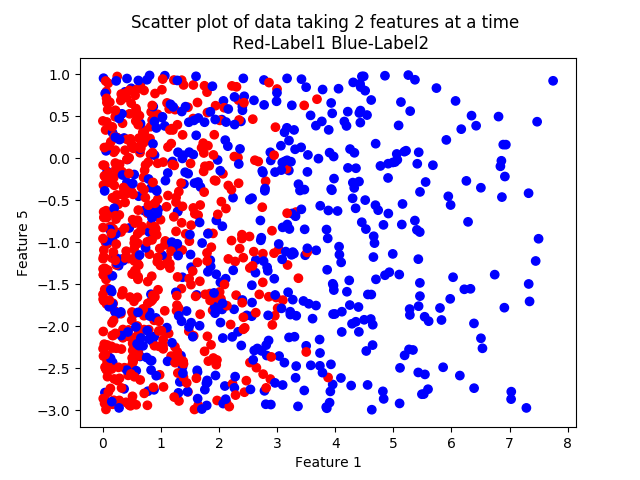 Scatter plot of data taking 2 features at a time
Red-Label1 Blue-Label2
1.0
0.5
0.0
−0.5
−1.0
−1.5
−2.0
−2.5
−3.0
Feature 5
0 1 2 3 4 5 6 7 8
Feature 1